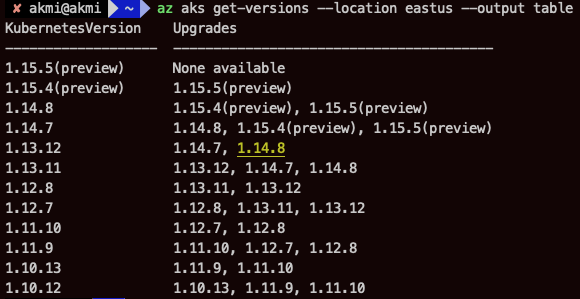 ✘ akmi@akmi ~ az aks get-versions --location eastus --output table
KubernetesVersion Upgrades
------------------- ----------------------------------------
1.15.5(preview) None available
1.15.4(preview) 1.15.5(preview)
1.14.8 1.15.4(preview), 1.15.5(preview)
1.14.7 1.14.8, 1.15.4(preview), 1.15.5(preview)
1.13.12 1.14.7, 1.14.8
1.13.11 1.13.12, 1.14.7, 1.14.8
1.12.8 1.13.11, 1.13.12
1.12.7 1.12.8, 1.13.11, 1.13.12
1.11.10 1.12.7, 1.12.8
1.11.9 1.11.10, 1.12.7, 1.12.8
1.10.13 1.11.9, 1.11.10
1.10.12 1.10.13, 1.11.9, 1.11.10